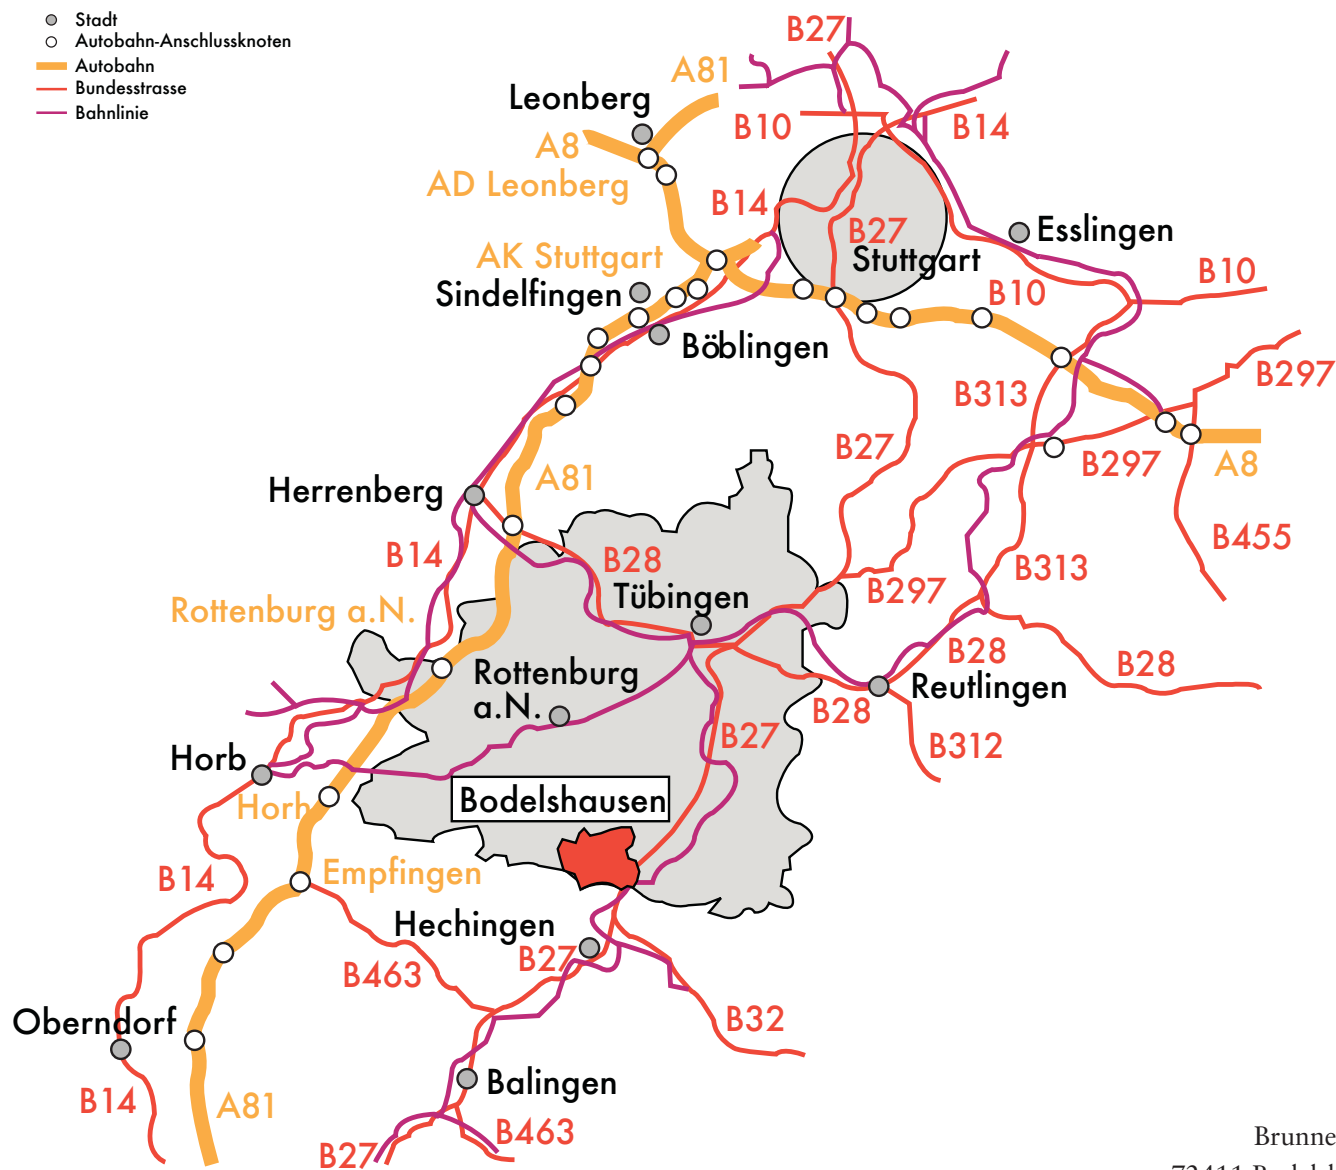 Stadt
Autobahn-Anschlussknoten
Autobahn
Bundesstrasse
Bahnlinie
B27
A81
Leonberg
B10
B14
A8
AD Leonberg
B14
B27
Esslingen
AK Stuttgart
Stuttgart
B10
Sindelfingen
B10
Böblingen
B297
B313
B27
B297
A8
Herrenberg
A81
B455
B14
B28
B313
B297
Tübingen
Rottenburg a.N.
B28
B28
Rottenburg
a.N.
Reutlingen
B28
B27
B312
Horb
Horb
Bodelshausen
B14
Empfingen
Hechingen
B27
B463
B32
Oberndorf
Balingen
B14
A81
B463
B27
Brunne
72411